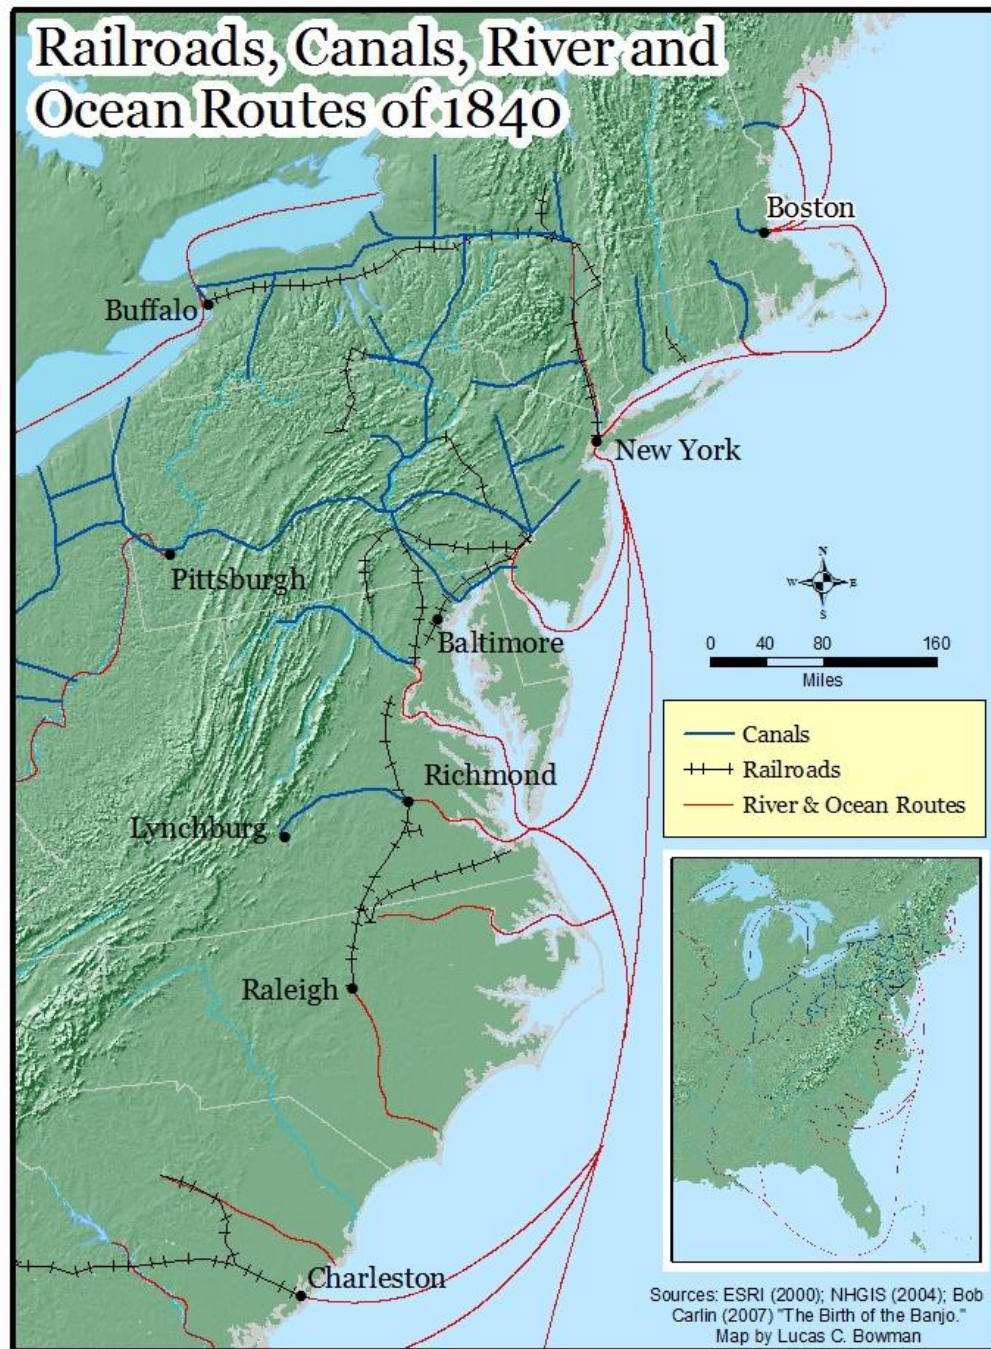 Railroads, Canals, River and
Ocean Routes of 1840
Boston
Buffalo
New York
Pittsburgh
Baltimore
N
W
E
S
0 40 80 160
Miles
Canals
Railroads
River & Ocean Routes
Richmond
Lynchburg
Raleigh
Charleston
Sources: ESRI (2000); NHGIS (2004); Bob
Carlin (2007) "The Birth of the Banjo."
Map by Lucas C. Bowman